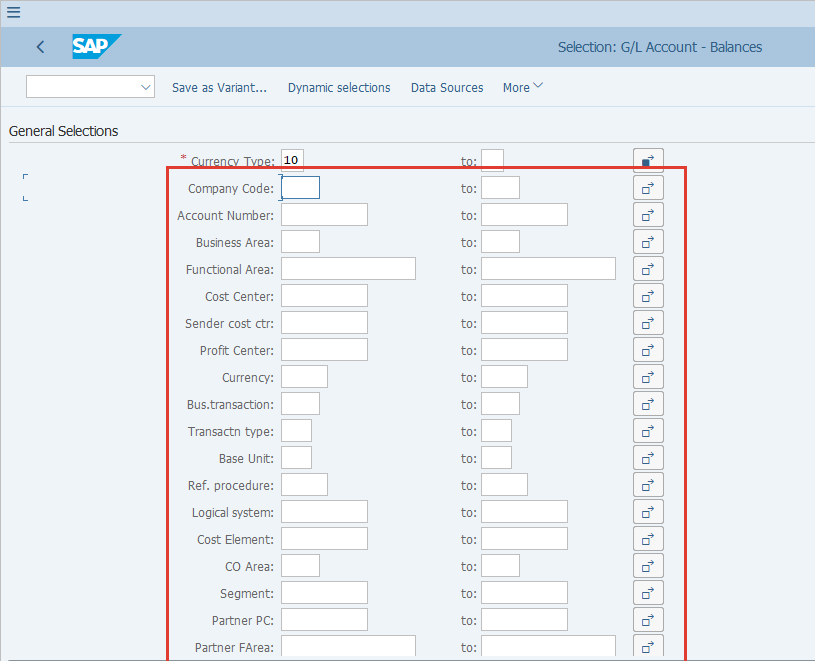 SAP
Selection: G/L Account - Balances
Save as Variant... Dynamic selections Data Sources More
General Selections
* Currency Type: 10 to:
Company Code: to:
Account Number: to:
Business Area: to:
Functional Area: to:
Cost Center: to:
Sender cost ctr: to:
Profit Center: to:
Currency: to:
Bus.transaction: to:
Transactn type: to:
Base Unit: to:
Ref. procedure: to:
Logical system: to:
Cost Element: to:
CO Area: to:
Segment: to:
Partner PC: to:
Partner FArea: to: